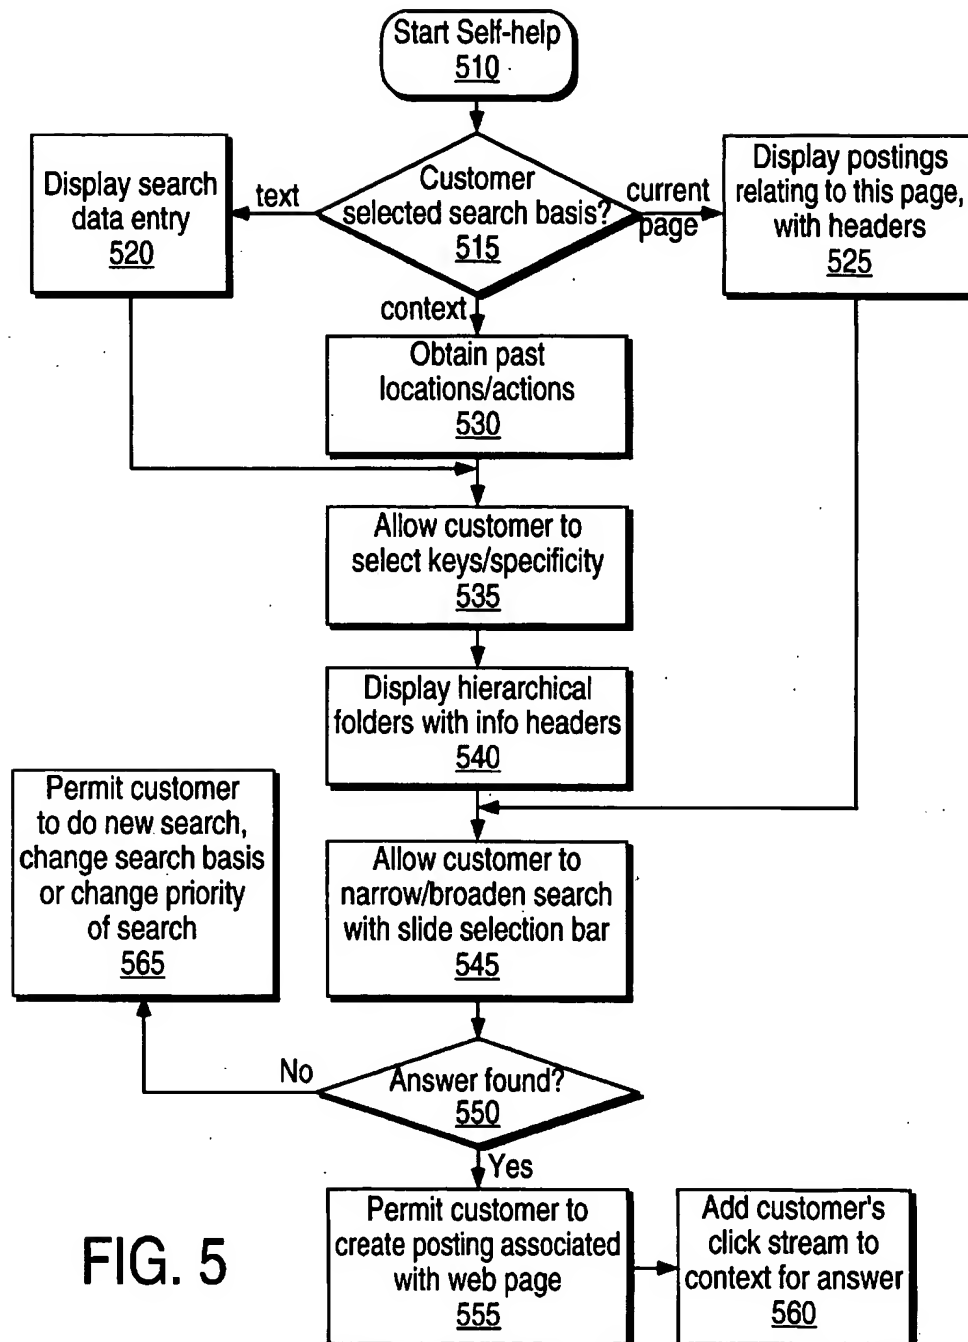 Start Self-help
510
Customer
selected search basis?
515
text
current
page
context
Display search
data entry
520
Display postings
relating to this page,
with headers
525
Obtain past
locations/actions
530
Allow customer to
select keys/specificity
535
Display hierarchical
folders with info headers
540
Allow customer to
narrow/broaden search
with slide selection bar
545
Permit customer
to do new search,
change search basis
or change priority
of search
565
Answer found?
550
No
Yes
Permit customer to
create posting associated
with web page
555
Add customer's
click stream to
context for answer
560
FIG. 5